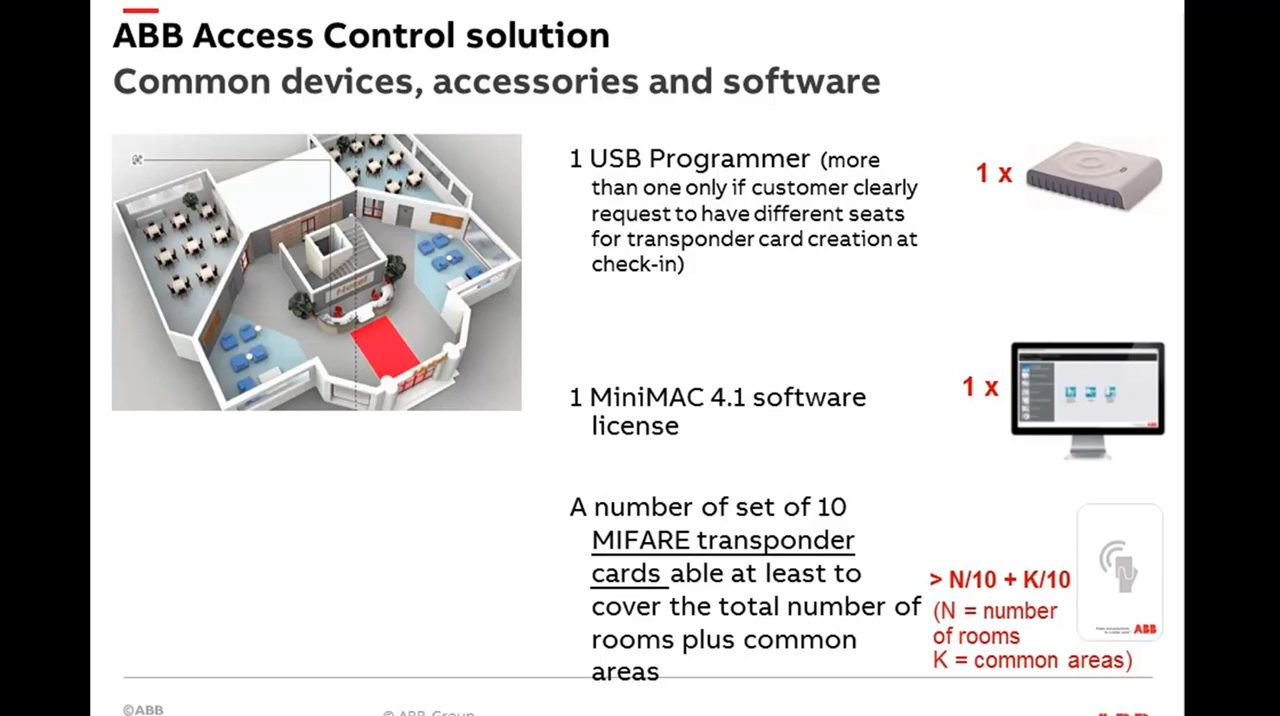 ABB Access Control solution
Common devices, accessories and software
1 USB Programmer (more
than one only if customer clearly
request to have different seats
for transponder card creation at
check-in)
1 x
Hotel
1 MiniMAC 4.1 software
license
1 x
A number of set of 10
MIFARE transponder
cards able at least to
cover the total number of
rooms plus common
areas
> N/10 + K/10
(N = number
of rooms
K = common areas)
ABB
©ABB
© ABB Group
ABB